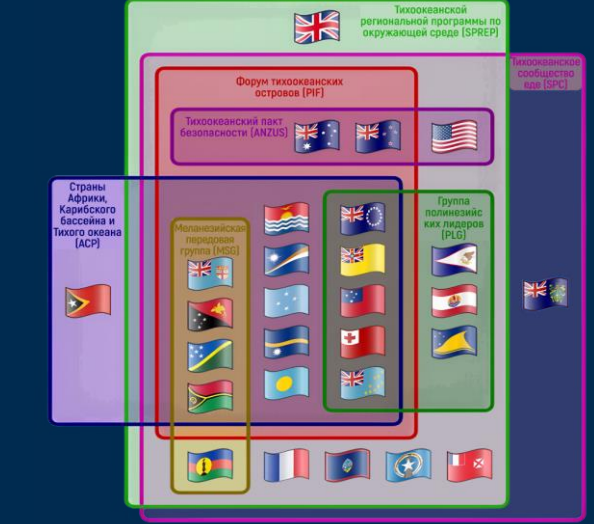 Тихоокеанской
региональной программы по
окружающей среде (SPREP)
Тихоокеанское
сообщество
еде (SPC)
Форум тихоокеанских
островов (PIF)
Тихоокеанский пакт
безопасности (ANZUS)
Страны
Африки,
Карибского
бассейна и
Тихого океана
(ACP)
Меланезийская
передовая
группа (MSG)
Группа
полинезийс
ких лидеров
(PLG)